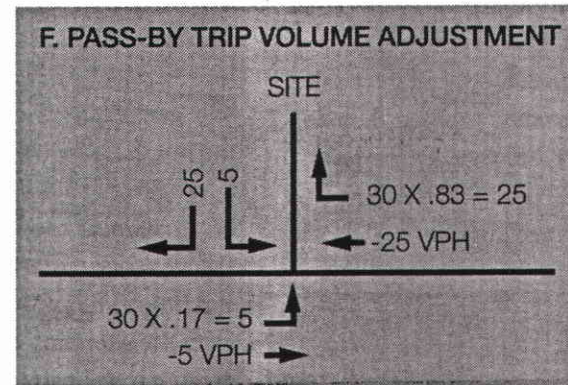 F. PASS-BY TRIP VOLUME ADJUSTMENT
SITE
25
5
30 X .83 = 25
-25 VPH
30 X .17 = 5
-5 VPH